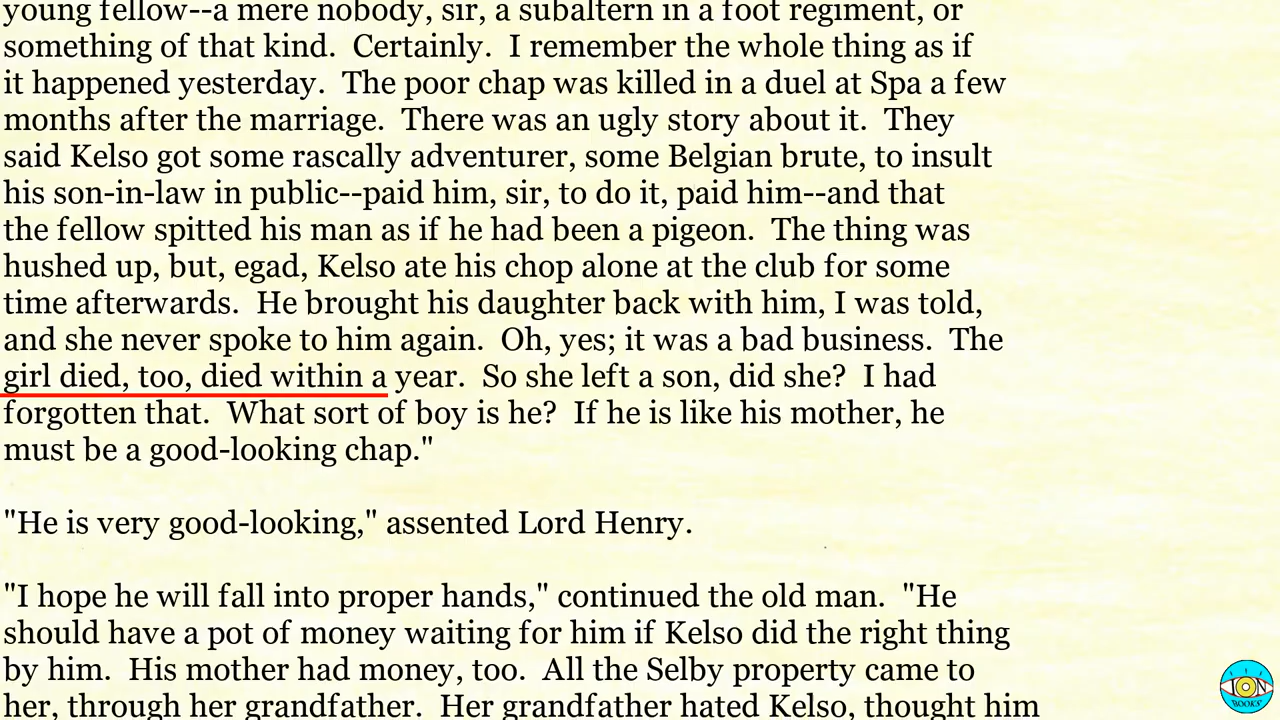 young fellow--a mere nobody, sir, a subaltern in a foot regiment, or
something of that kind.  Certainly.  I remember the whole thing as if
it happened yesterday.  The poor chap was killed in a duel at Spa a few
months after the marriage.  There was an ugly story about it.  They
said Kelso got some rascally adventurer, some Belgian brute, to insult
his son-in-law in public--paid him, sir, to do it, paid him--and that
the fellow spitted his man as if he had been a pigeon.  The thing was
hushed up, but, egad, Kelso ate his chop alone at the club for some
time afterwards.  He brought his daughter back with him, I was told,
and she never spoke to him again.  Oh, yes; it was a bad business.  The
girl died, too, died within a year.  So she left a son, did she?  I had
forgotten that.  What sort of boy is he?  If he is like his mother, he
must be a good-looking chap."
"He is very good-looking," assented Lord Henry.
"I hope he will fall into proper hands," continued the old man.  "He
should have a pot of money waiting for him if Kelso did the right thing
by him.  His mother had money, too.  All the Selby property came to
her, through her grandfather.  Her grandfather hated Kelso, thought him
ION
BOOKS